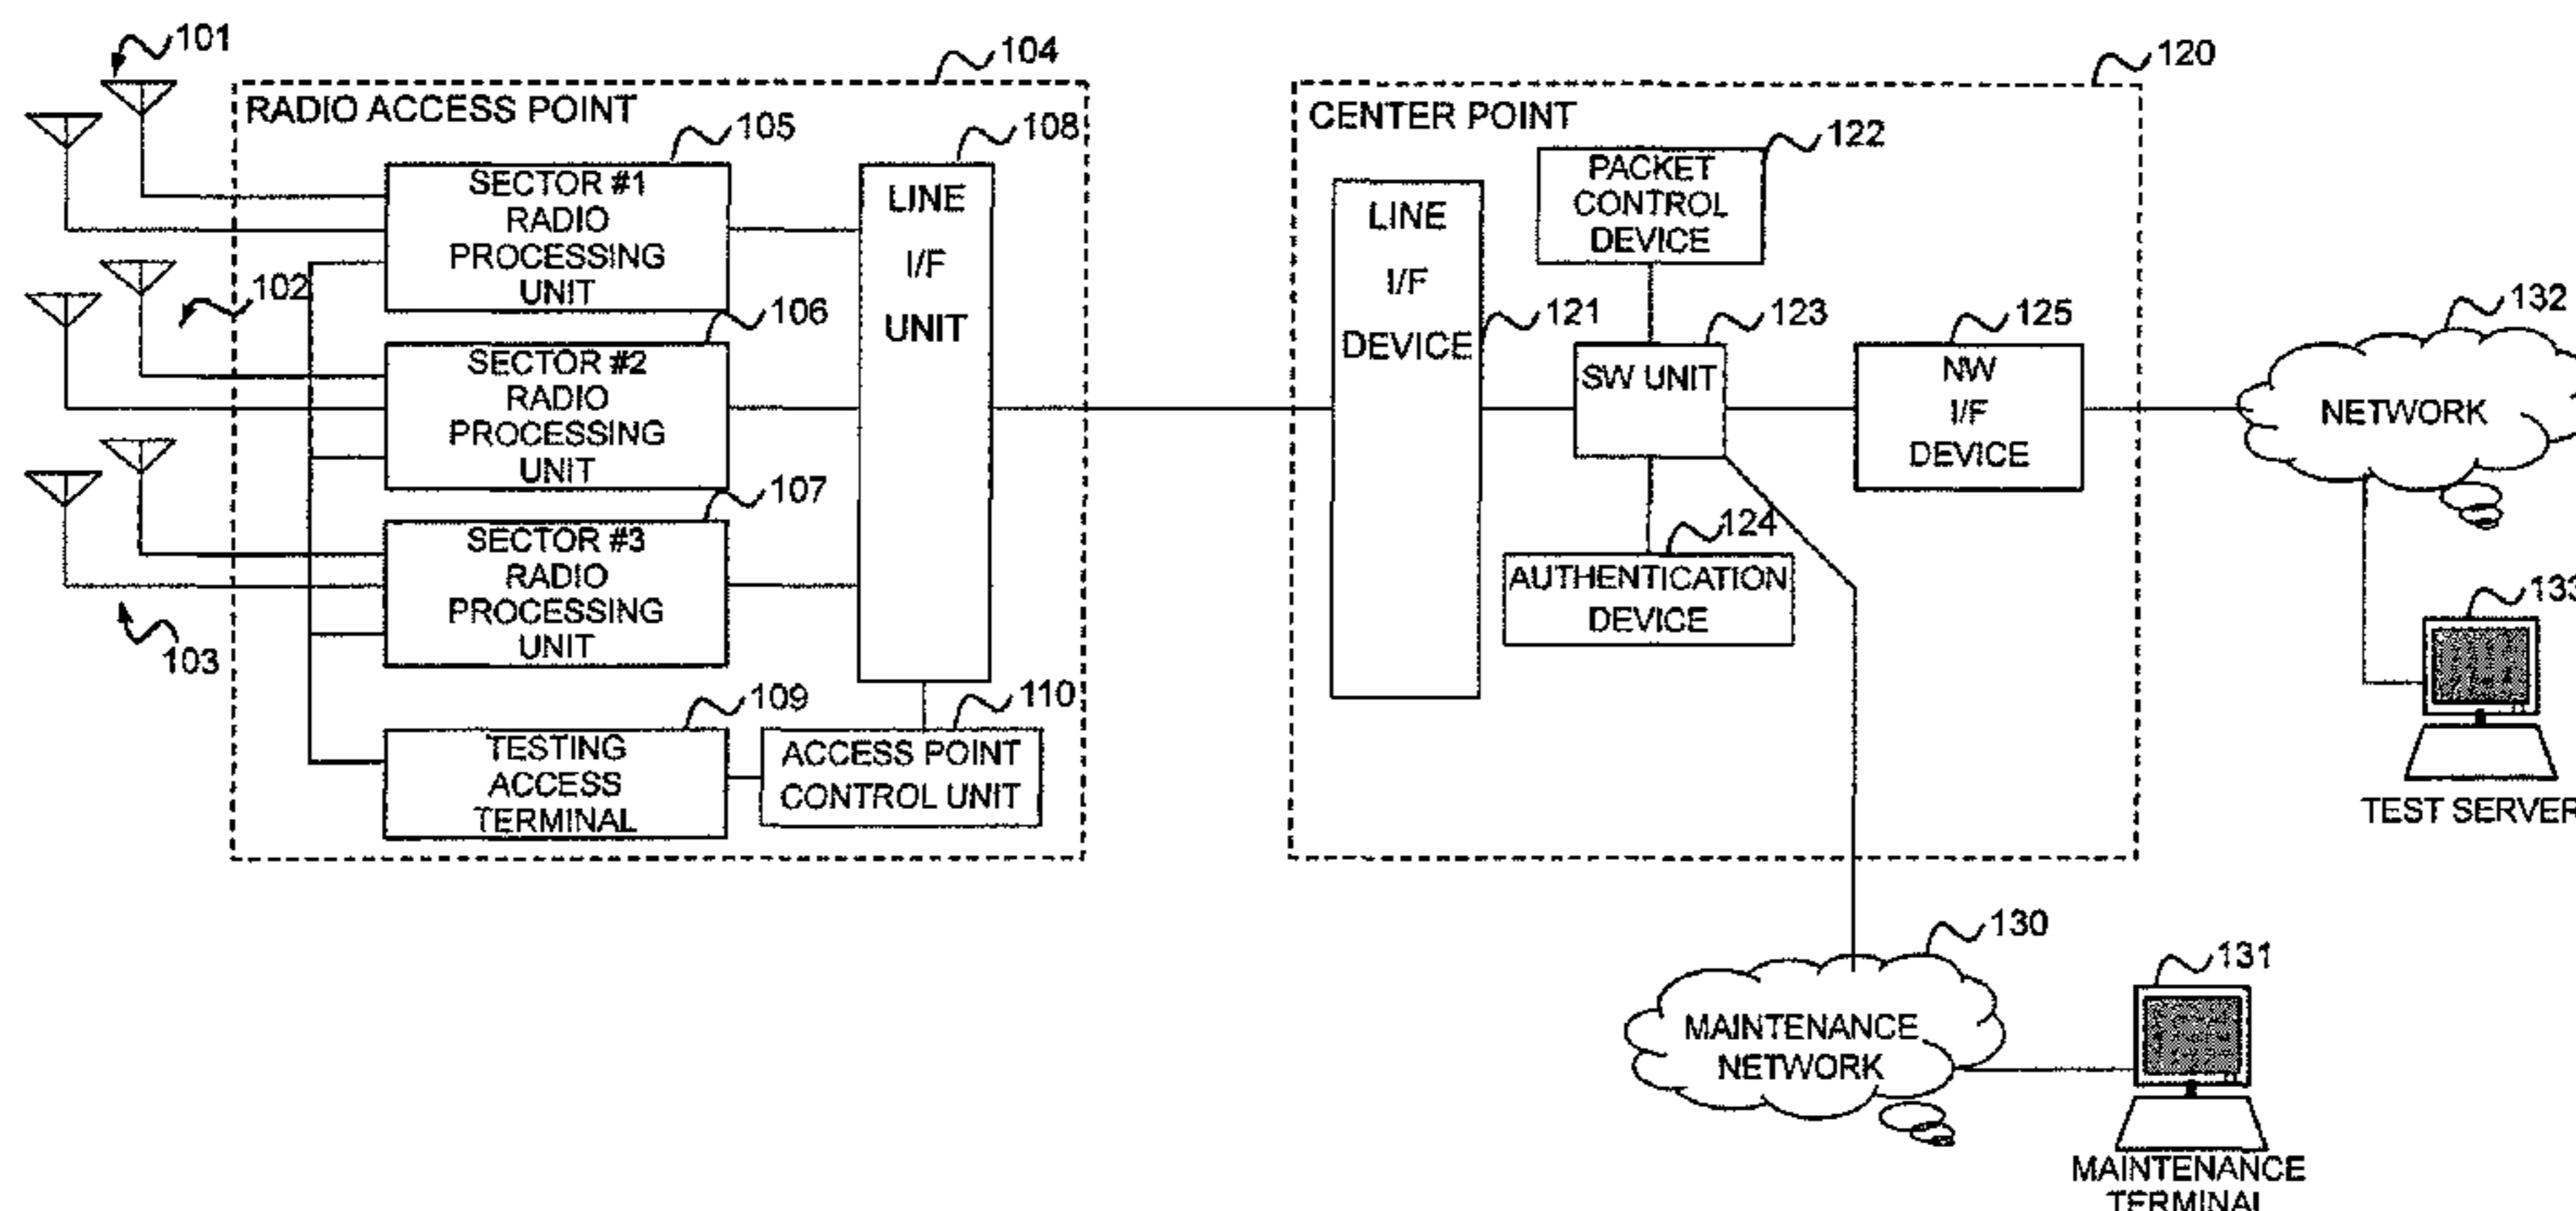 101
104
120
RADIO ACCESS POINT
105
108
CENTER POINT
122
SECTOR #1
RADIO
PROCESSING
UNIT
LINE
I/F
UNIT
LINE
I/F
DEVICE
PACKET
CONTROL
DEVICE
102
106
121
123
125
132
SECTOR #2
RADIO
PROCESSING
UNIT
SW UNIT
NW
I/F
DEVICE
NETWORK
107
124
133
SECTOR #3
RADIO
PROCESSING
UNIT
AUTHENTICATION
DEVICE
103
109
110
TESTING
ACCESS
TERMINAL
ACCESS POINT
CONTROL UNIT
TEST SERVER
130
131
MAINTENANCE
NETWORK
MAINTENANCE
TERMINAL